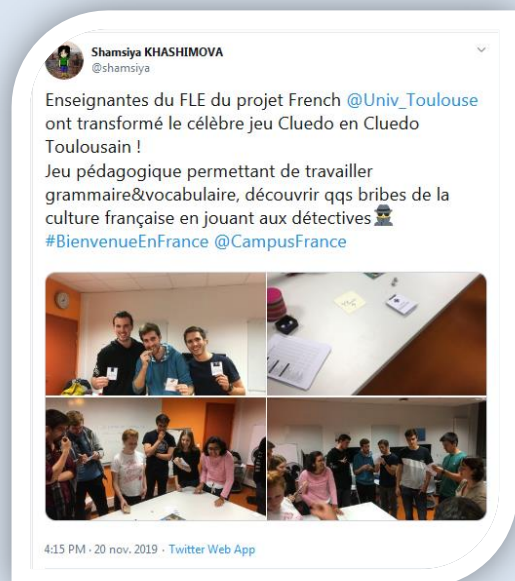 Shamsiya KHASHIMOVA
@shamsiya
Enseignantes du FLE du projet French @Univ_Toulouse
ont transformé le célèbre jeu Cluedo en Cluedo
Toulousain !
Jeu pédagogique permettant de travailler
grammaire&vocabulaire, découvrir qqs bribes de la
culture française en jouant aux détectives🕵
#BienvenueEnFrance @CampusFrance
4:15 PM · 20 nov. 2019 · Twitter Web App